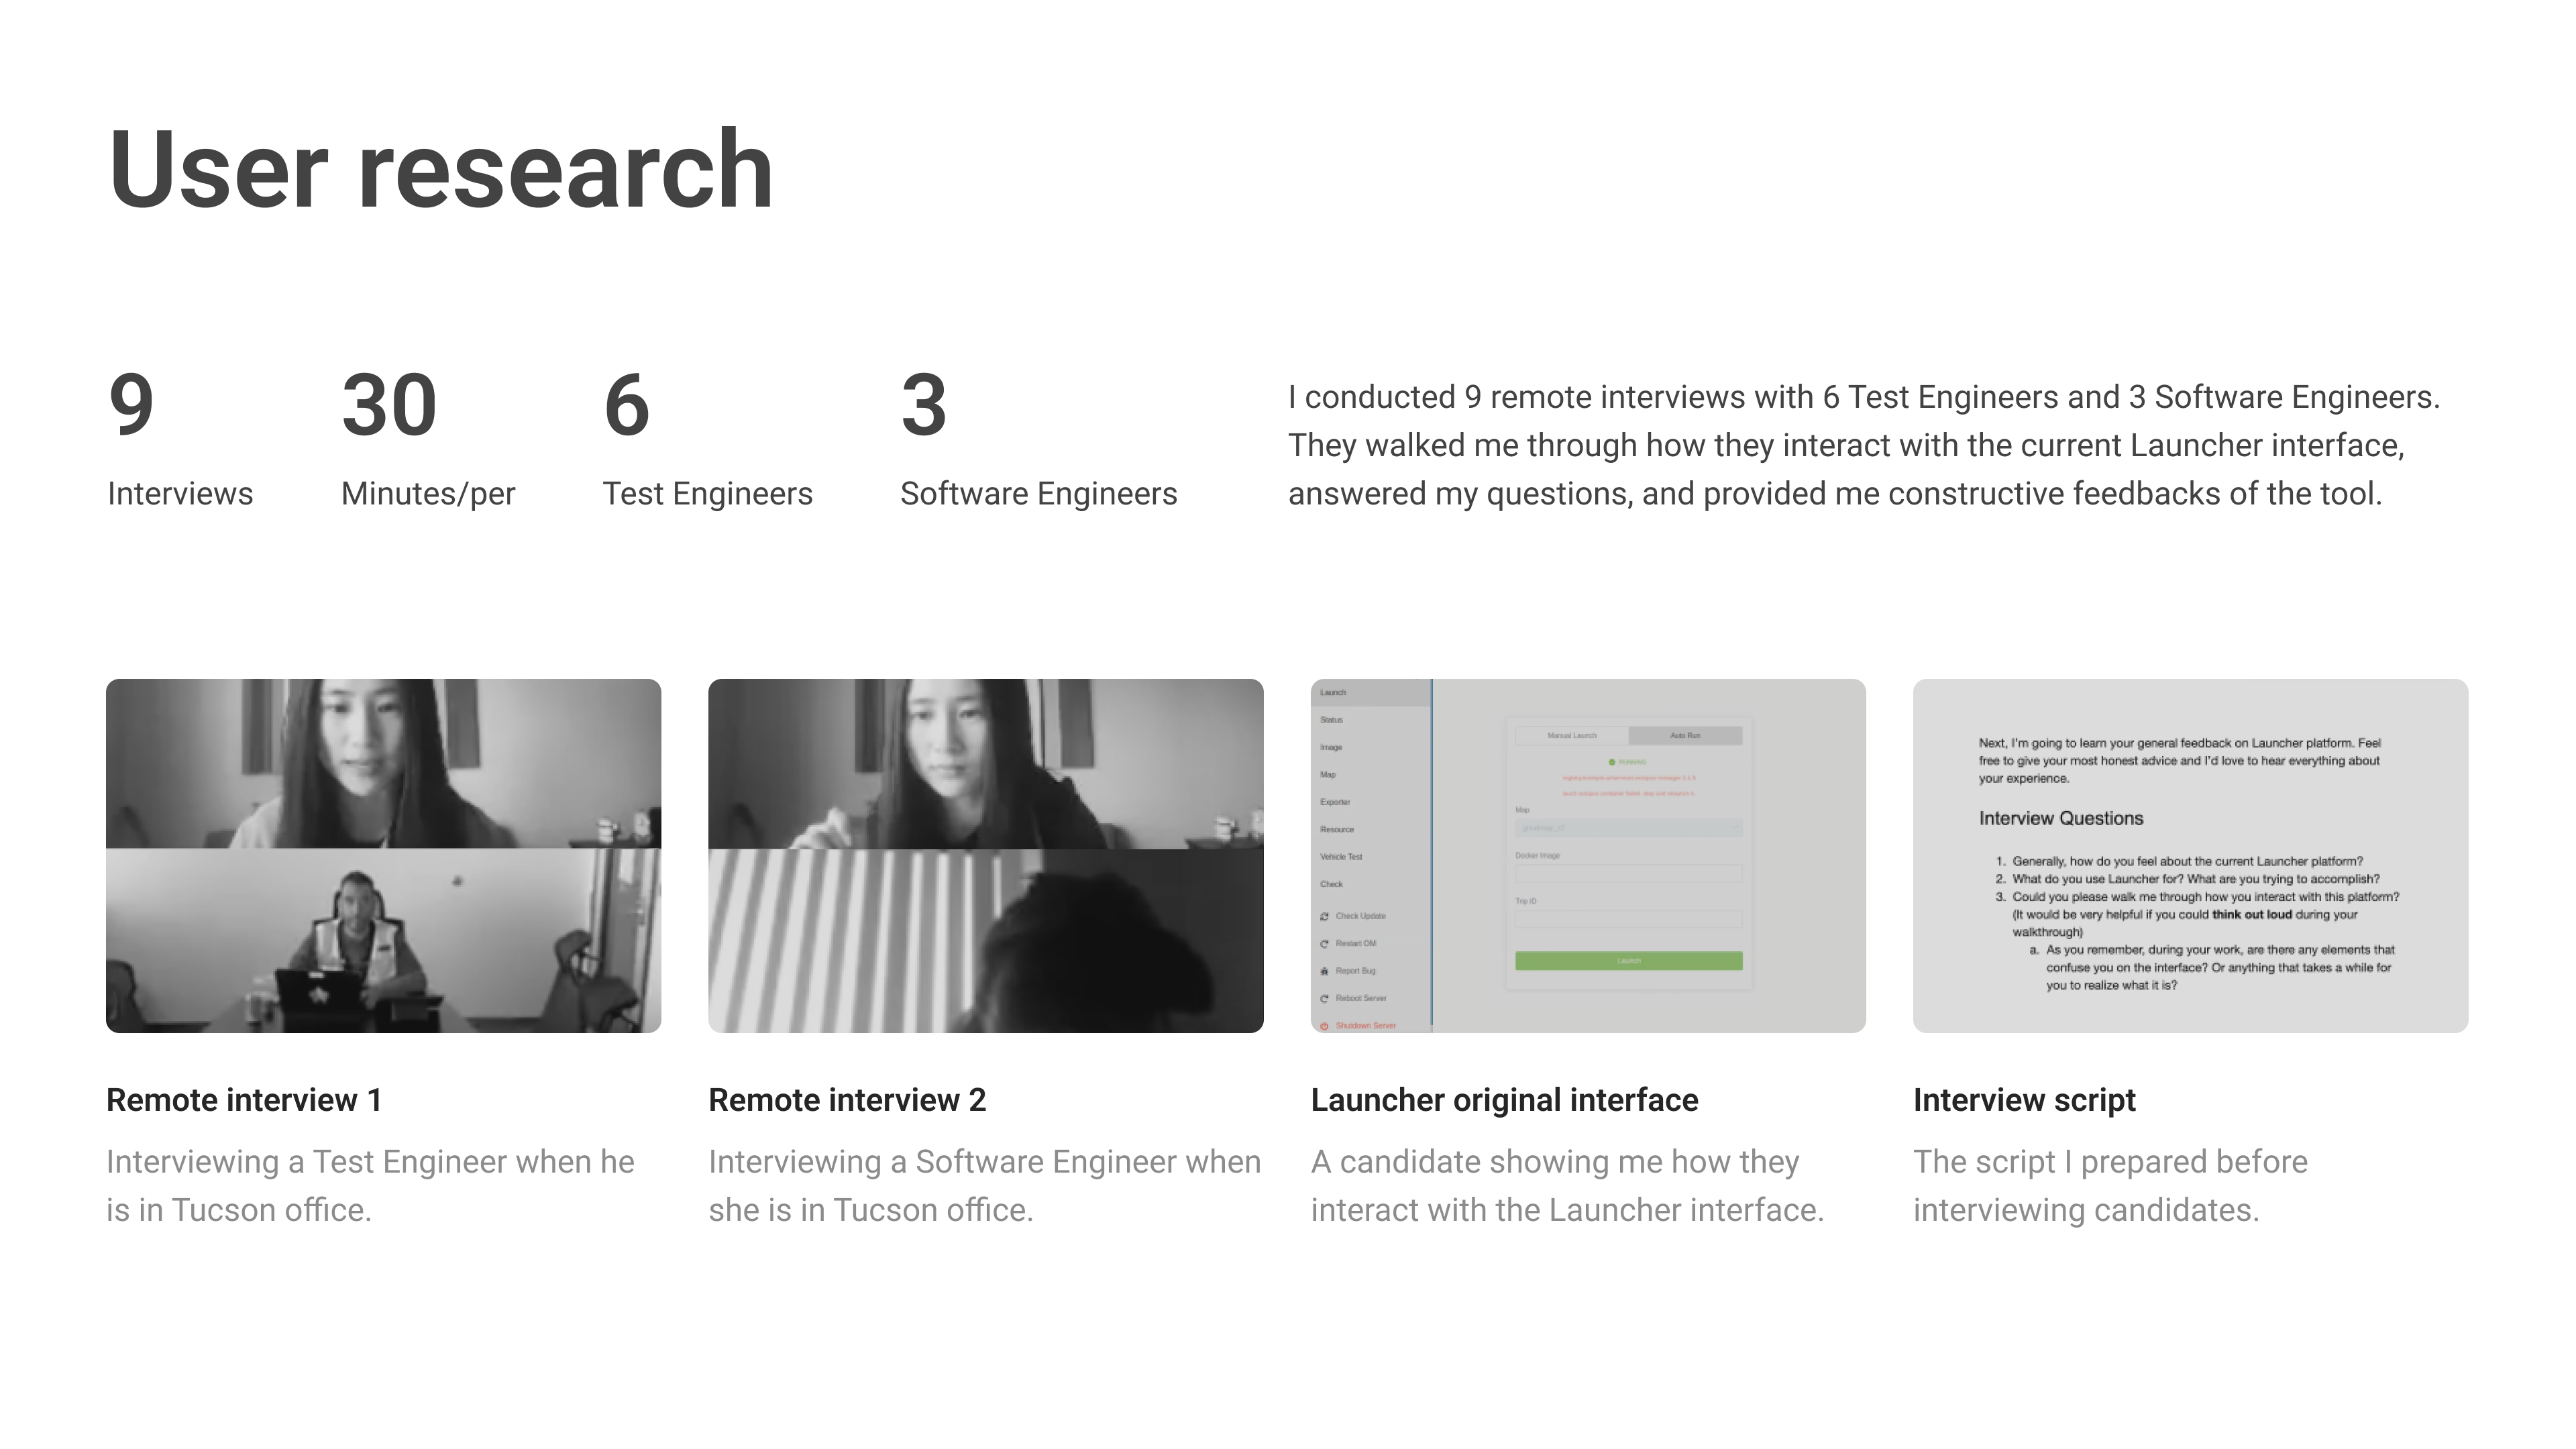 User research
9
Interviews
30
Minutes/per
6
Test Engineers
3
Software Engineers
I conducted 9 remote interviews with 6 Test Engineers and 3 Software Engineers.
They walked me through how they interact with the current Launcher interface,
answered my questions, and provided me constructive feedbacks of the tool.
Launch
Status
Image
Map
Exporter
Resource
Vehicle Test
Check
Check Update
Restart OM
Report Bug
Reboot Server
Shutdown Server
Manual Launch
Auto Run
RUNNING
Map
Docker Image
Trip ID
Launch
Next, I'm going to learn your general feedback on Launcher platform. Feel
free to give your most honest advice and I'd love to hear everything about
your experience.
Interview Questions
1. Generally, how do you feel about the current Launcher platform?
2. What do you use Launcher for? What are you trying to accomplish?
3. Could you please walk me through how you interact with this platform?
(It would be very helpful if you could think out loud during your
walkthrough)
a. As you remember, during your work, are there any elements that
confuse you on the interface? Or anything that takes a while for
you to realize what it is?
Remote interview 1
Interviewing a Test Engineer when he
is in Tucson office.
Remote interview 2
Interviewing a Software Engineer when
she is in Tucson office.
Launcher original interface
A candidate showing me how they
interact with the Launcher interface.
Interview script
The script I prepared before
interviewing candidates.